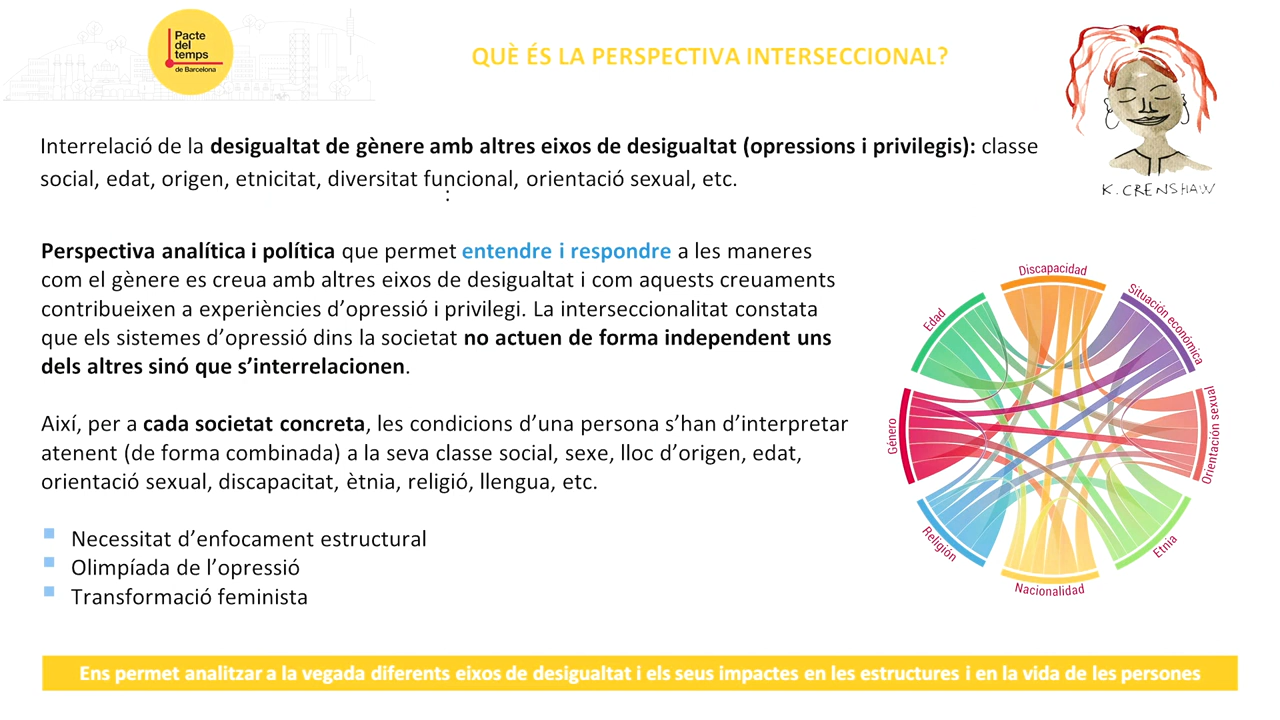 Pacte
del
temps
de Barcelona
QUÈ ÉS LA PERSPECTIVA INTERSECCIONAL?
K. CRENSHAW
Interrelació de la desigualtat de gènere amb altres eixos de desigualtat (opressions i privilegis): classe
social, edat, origen, etnicitat, diversitat funcional, orientació sexual, etc.
:
Perspectiva analítica i política que permet entendre i respondre a les maneres
com el gènere es creua amb altres eixos de desigualtat i com aquests creuaments
contribueixen a experiències d’opressió i privilegi. La interseccionalitat constata
que els sistemes d’opressió dins la societat no actuen de forma independent uns
dels altres sinó que s’interrelacionen.
Així, per a cada societat concreta, les condicions d’una persona s’han d’interpretar
atenent (de forma combinada) a la seva classe social, sexe, lloc d’origen, edat,
orientació sexual, discapacitat, ètnia, religió, llengua, etc.
Necessitat d’enfocament estructural
Olimpíada de l’opressió
Transformació feminista
Discapacidad
Situación económica
Orientación sexual
Etnia
Nacionalidad
Religión
Género
Edad
Ens permet analitzar a la vegada diferents eixos de desigualtat i els seus impactes en les estructures i en la vida de les persones